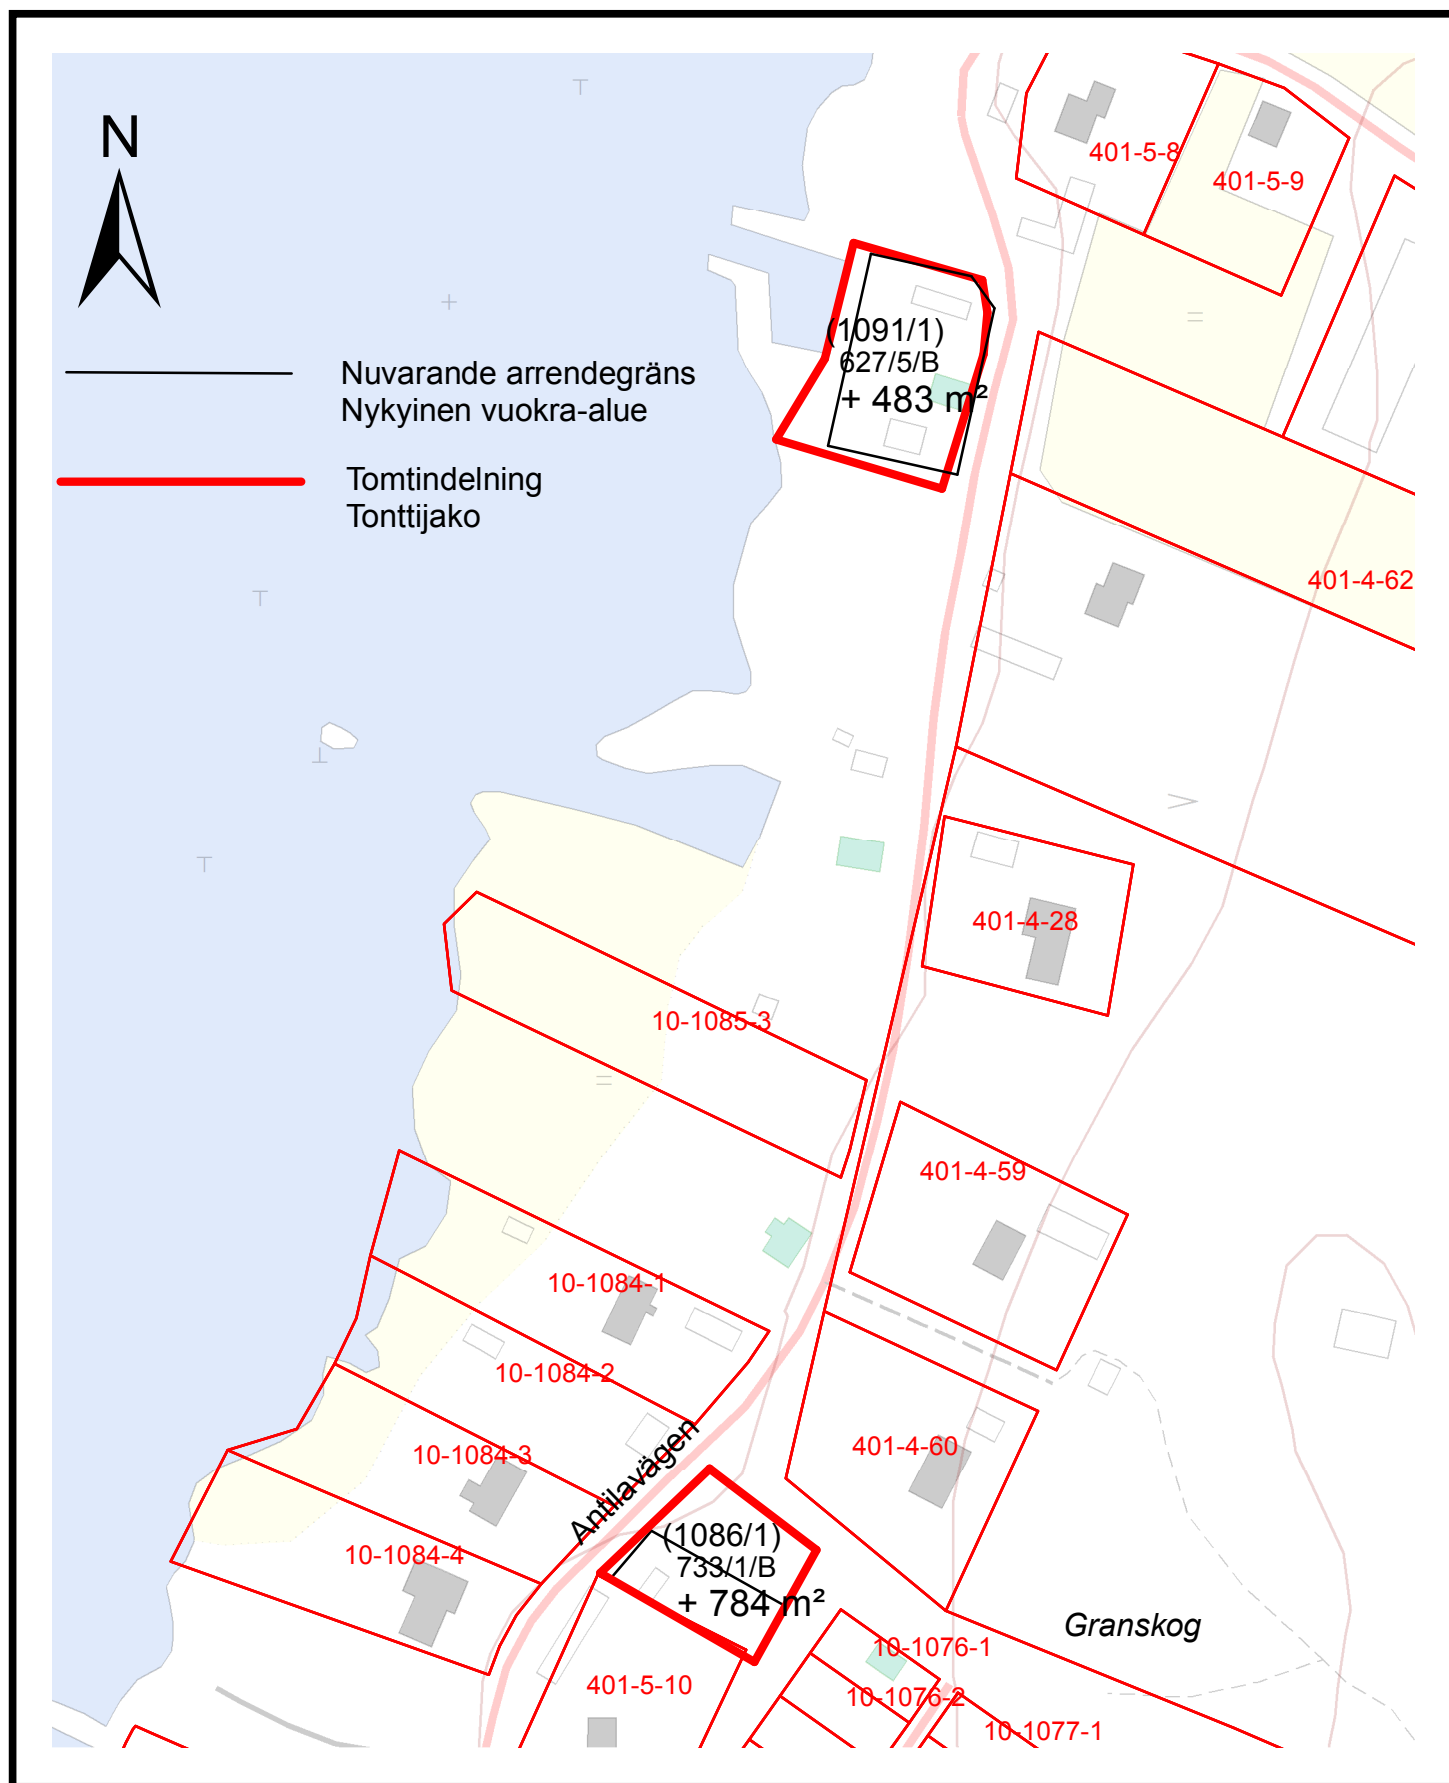 N
401-5-8
401-5-9
(1091/1)
627/5/B
+ 483 m²
Nuvarande arrendegräns
Nykyinen vuokra-alue
Tomtindelning
Tonttijako
401-4-62
401-4-28
10-1085-3
401-4-59
10-1084-1
10-1084-2
10-1084-3
401-4-60
Antilavägen
10-1084-4
(1086/1)
733/1/B
+ 784 m²
Granskog
10-1076-1
401-5-10
10-1076-2
10-1077-1